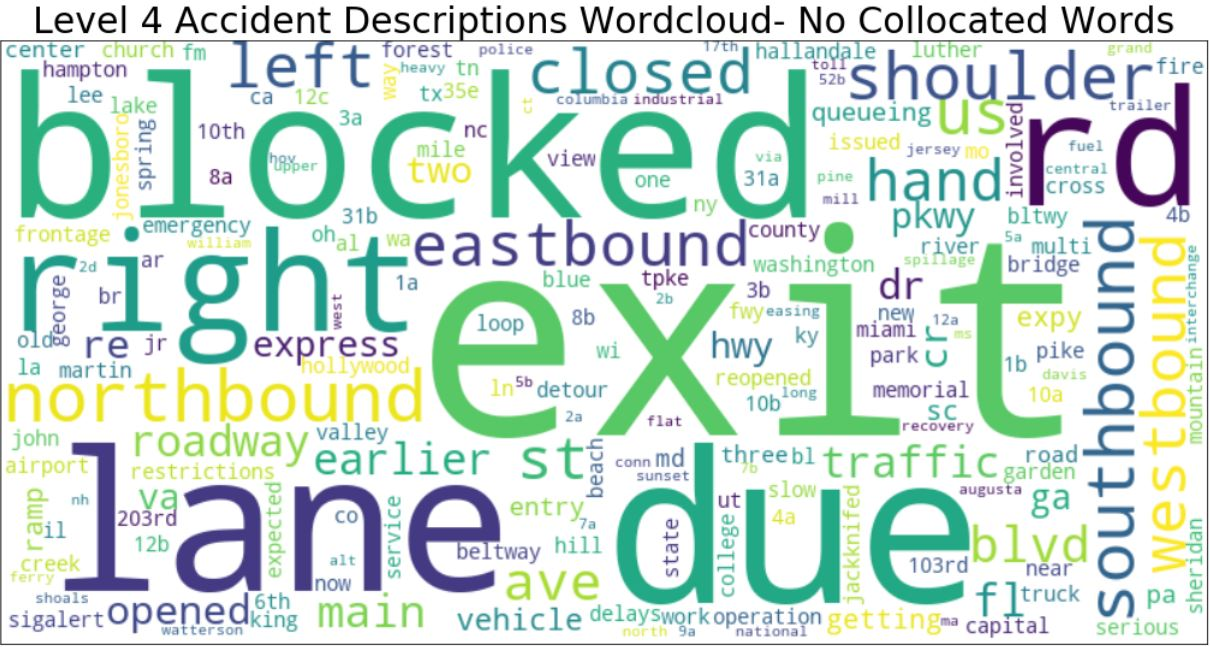 Level 4 Accident Descriptions Wordcloud- No Collocated Words
center church fm left forest police 17th hallandale luther grand
hampton way heavy tn closed toll 52b shoulder fire
lee ca 12c tx 35e ct columbia industrial queueing us trailer
lake 3a nc
jonesboro spring 10th blocked mile view issued jersey mo involved rd fuel
hov upper two via central
8a one 31a pine hand cross
31b ny mill pkwy bltwy 4b
frontage emergency oh al wa eastbound county river 5a multi
william washington spillage bridge
2d ar right 1a blue tpke dr southbound westbound interchange
george br west 2b 3b fwy easing new 12a expy
old loop 8b ky miami cr ms
re jr express wi hwy park 1b pike
la martin hollywood exit reopened davis
northbound ln 5b detour 10b long memorial 10a mountain
2a flat sc recovery
john roadway valley earlier st beach conn md three bl traffic road
airport restrictions sunset 7b garden
va expected entry ut slow augusta ga
ramp nh 203rd lane co service 7a due 4a
il 12b beltway hill state college jackknifed blvd
creek alt 103rd near sheridan
ferry now ave fl truck pa
shoals 6th
sigalert opened king main vehicle delays work operation getting ma capital serious
watterson north 9a national